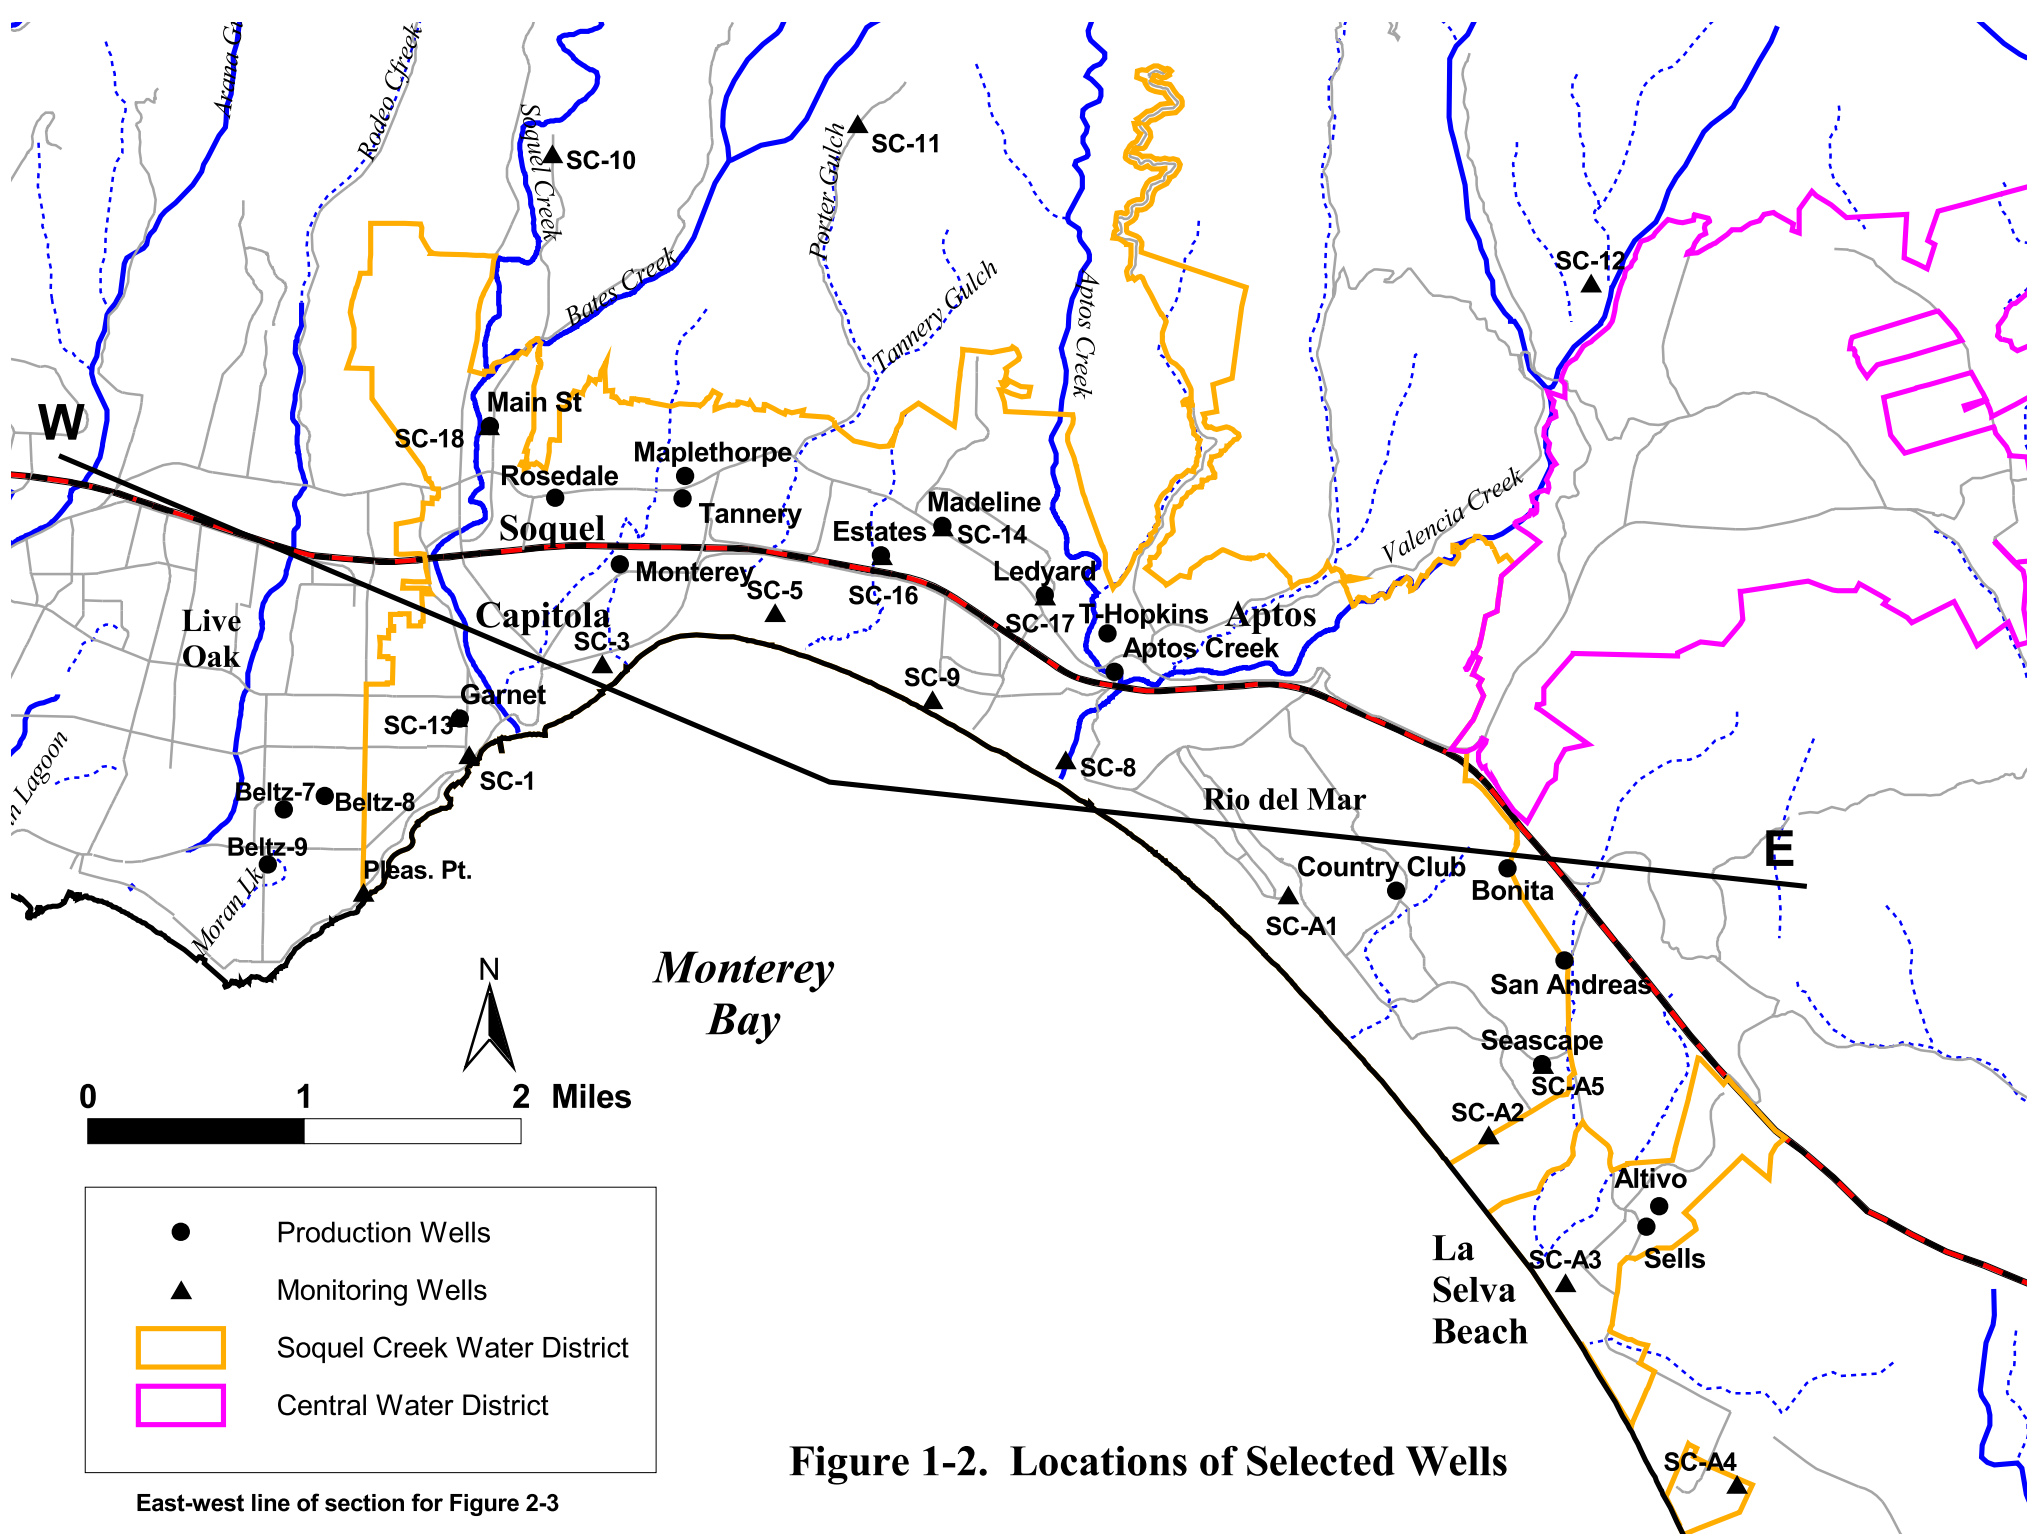 Arana G
Rodeo Cfreek
Soquel Creek
SC-10
Porter Gulch
SC-11
Bates Creek
Tannery Gulch
Aptos Creek
SC-12
W
Main St
SC-18
Maplethorpe
Rosedale
Tannery
Soquel
Madeline
SC-14
Estates
Valencia Creek
Monterey
SC-5
SC-16
Ledyard
SC-17
T-Hopkins
Aptos
Aptos Creek
Live
Oak
Capitola
SC-3
Garnet
SC-13
SC-9
SC-1
SC-8
n Lagoon
Beltz-7
Beltz-8
Beltz-9
Pleas. Pt.
Moran Lk
Rio del Mar
E
Country Club
Bonita
SC-A1
San Andreas
Monterey
Bay
N
Seascape
SC-A5
SC-A2
0 1 2 Miles
Altivo
Sells
SC-A3
La
Selva
Beach
SC-A4
Production Wells
Monitoring Wells
Soquel Creek Water District
Central Water District
East-west line of section for Figure 2-3
Figure 1-2. Locations of Selected Wells